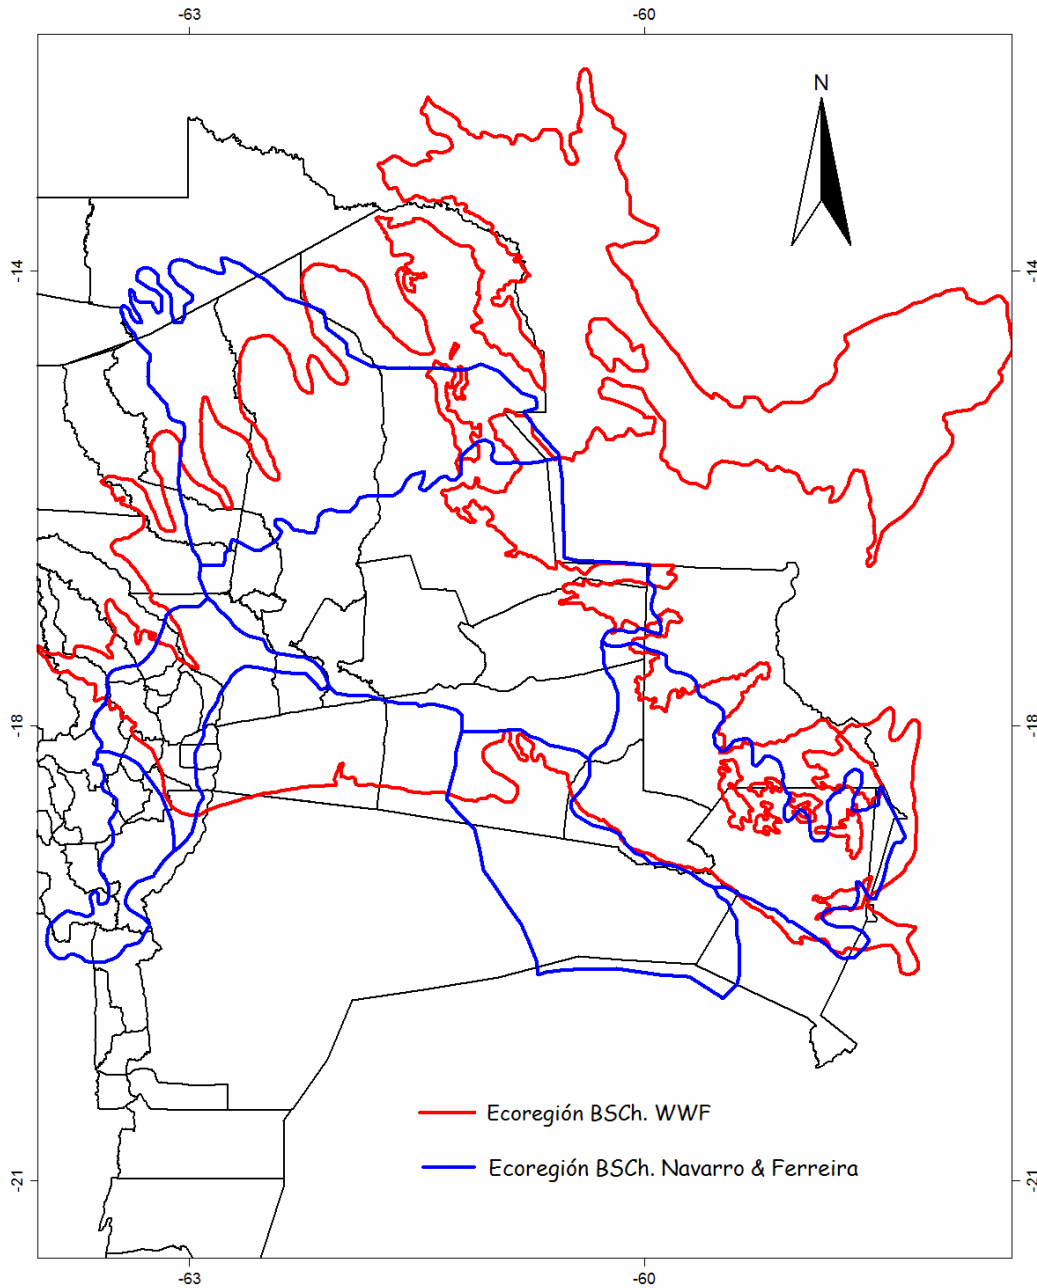 -63 -60
N
-14 -14
-18 -18
Ecoregión BSCh. WWF
Ecoregión BSCh. Navarro & Ferreira
-21 -21
-63 -60